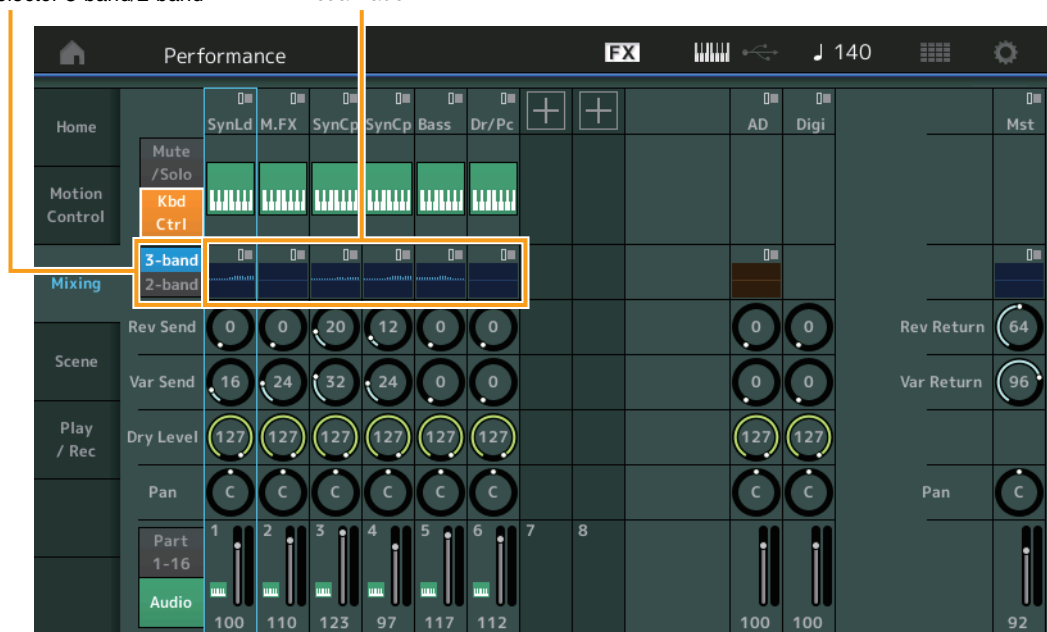 3-band/2-band
Performance FX 140
Home
Motion
Control
Mixing
Scene
Play
/ Rec
SynLd M.FX SynCp SynCp Bass Dr/Pc AD Digi Mst
Mute
/Solo
Kbd
Ctrl
3-band
2-band
Rev Send 0 0 20 12 0 0 0 0 Rev Return 64
Var Send 16 24 32 24 0 0 0 0 Var Return 96
Dry Level 127 127 127 127 127 127 127 127
Pan C C C C C C C C Pan C
Part
1-16
Audio
1 2 3 4 5 6 7 8
100 110 123 97 117 112 100 100 92